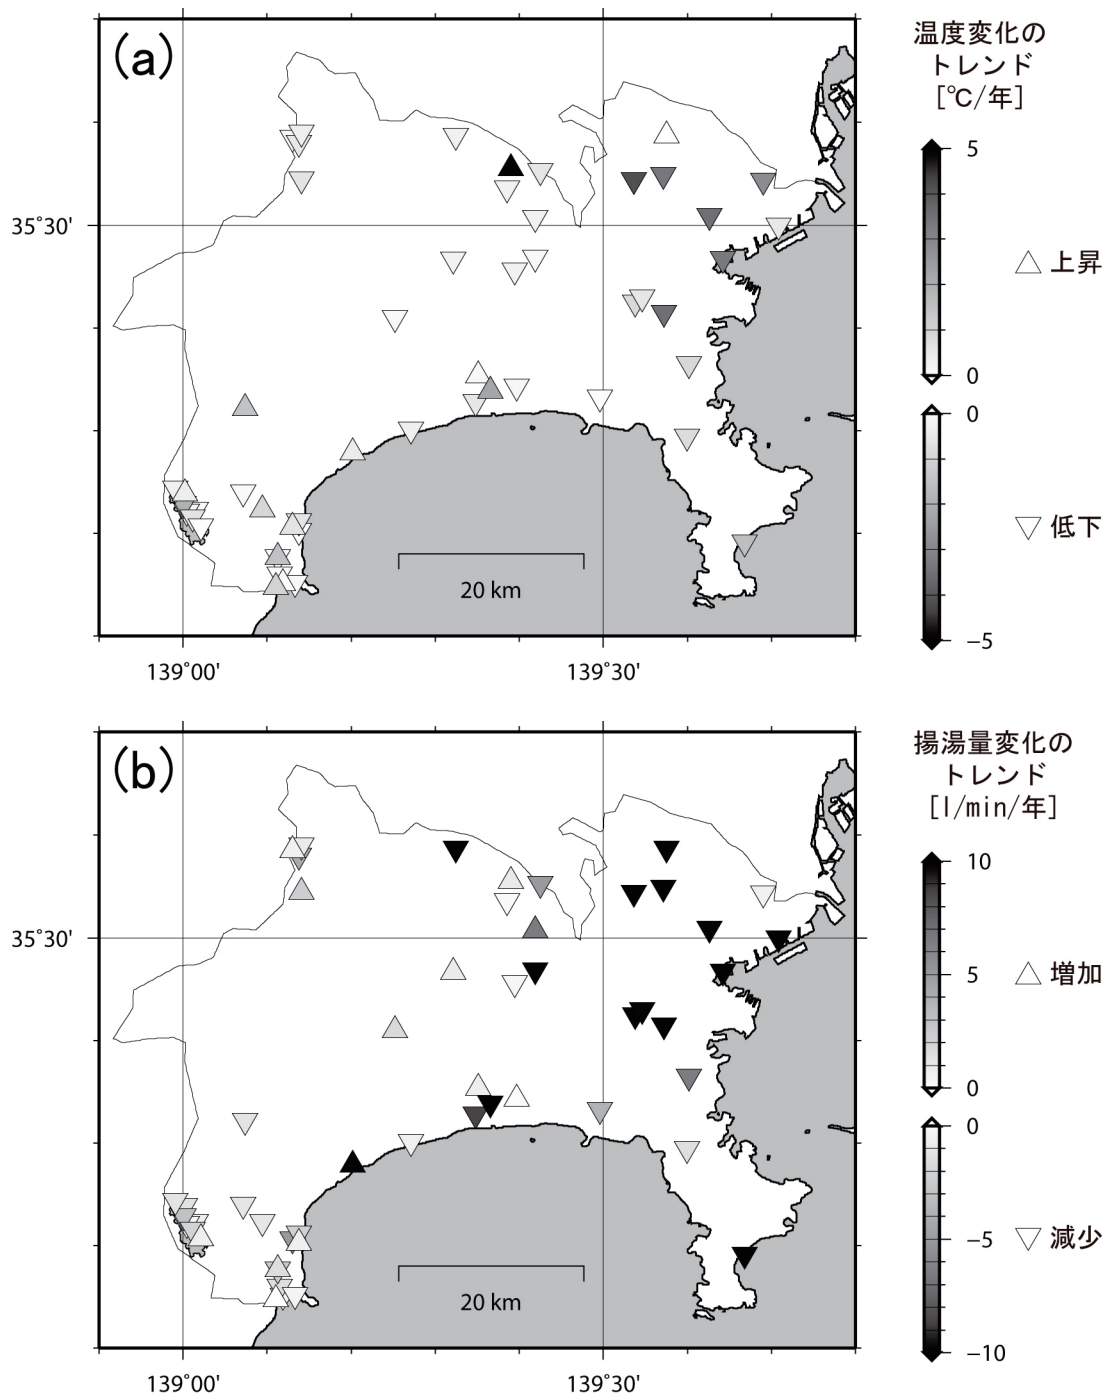 (a)
温度変化の
トレンド
[℃/年]
5
35°30'
△ 上昇
0
0
▽ 低下
20 km
-5
139°00'
139°30'
(b)
揚湯量変化の
トレンド
[l/min/年]
10
35°30'
5
△ 増加
0
0
-5
▽ 減少
20 km
-10
139°00'
139°30'